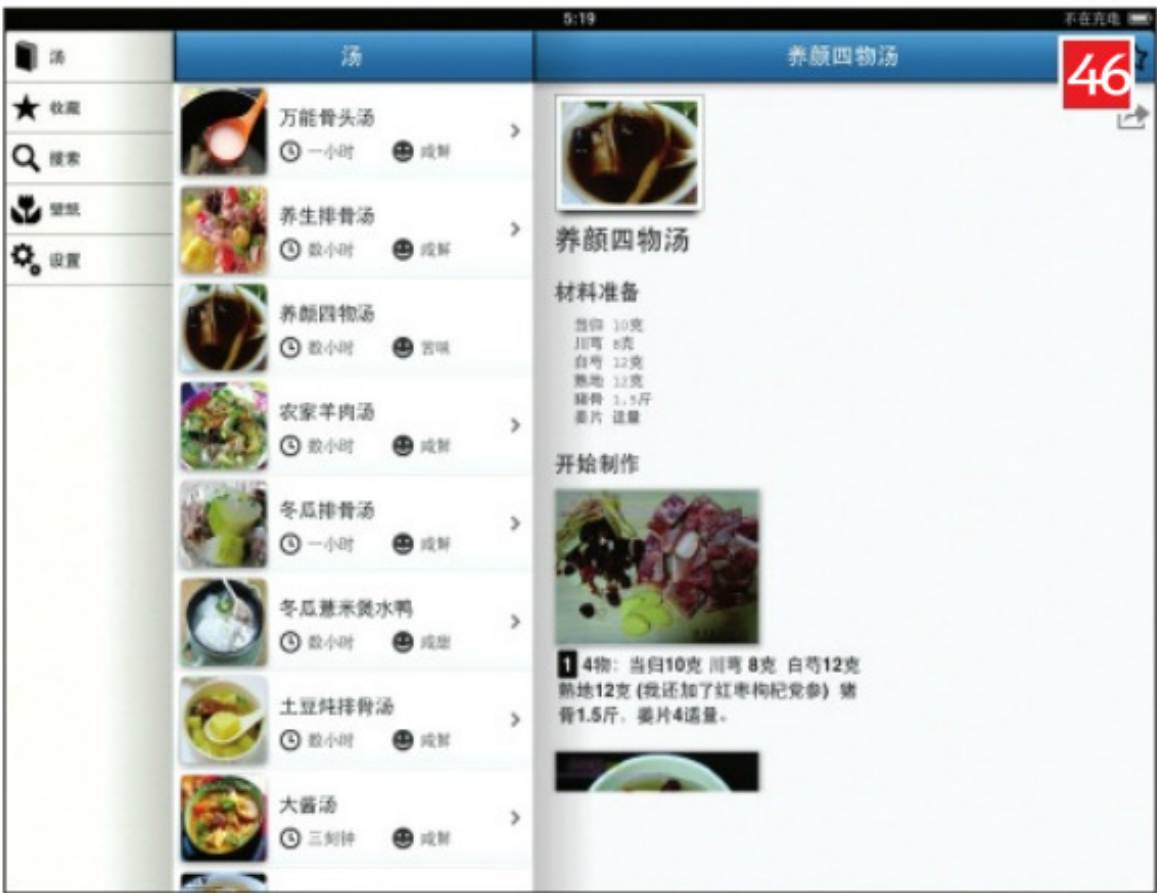 5:19
不在充电
汤
收藏
搜索
壁纸
设置
汤
万能骨头汤
一小时 咸鲜
养生排骨汤
数小时 咸鲜
养颜四物汤
数小时 苦味
农家羊肉汤
数小时 咸鲜
冬瓜排骨汤
一小时 咸鲜
冬瓜薏米煲水鸭
数小时 咸甜
土豆炖排骨汤
数小时 咸鲜
大酱汤
三刻钟 咸鲜
养颜四物汤
46
养颜四物汤
材料准备
当归 10克
川芎 8克
白芍 12克
熟地 12克
猪骨 1.5斤
姜片 适量
开始制作
1 4物: 当归10克 川芎 8克 白芍12克
熟地12克 (我还加了红枣枸杞党参) 猪
骨1.5斤, 姜片4适量。